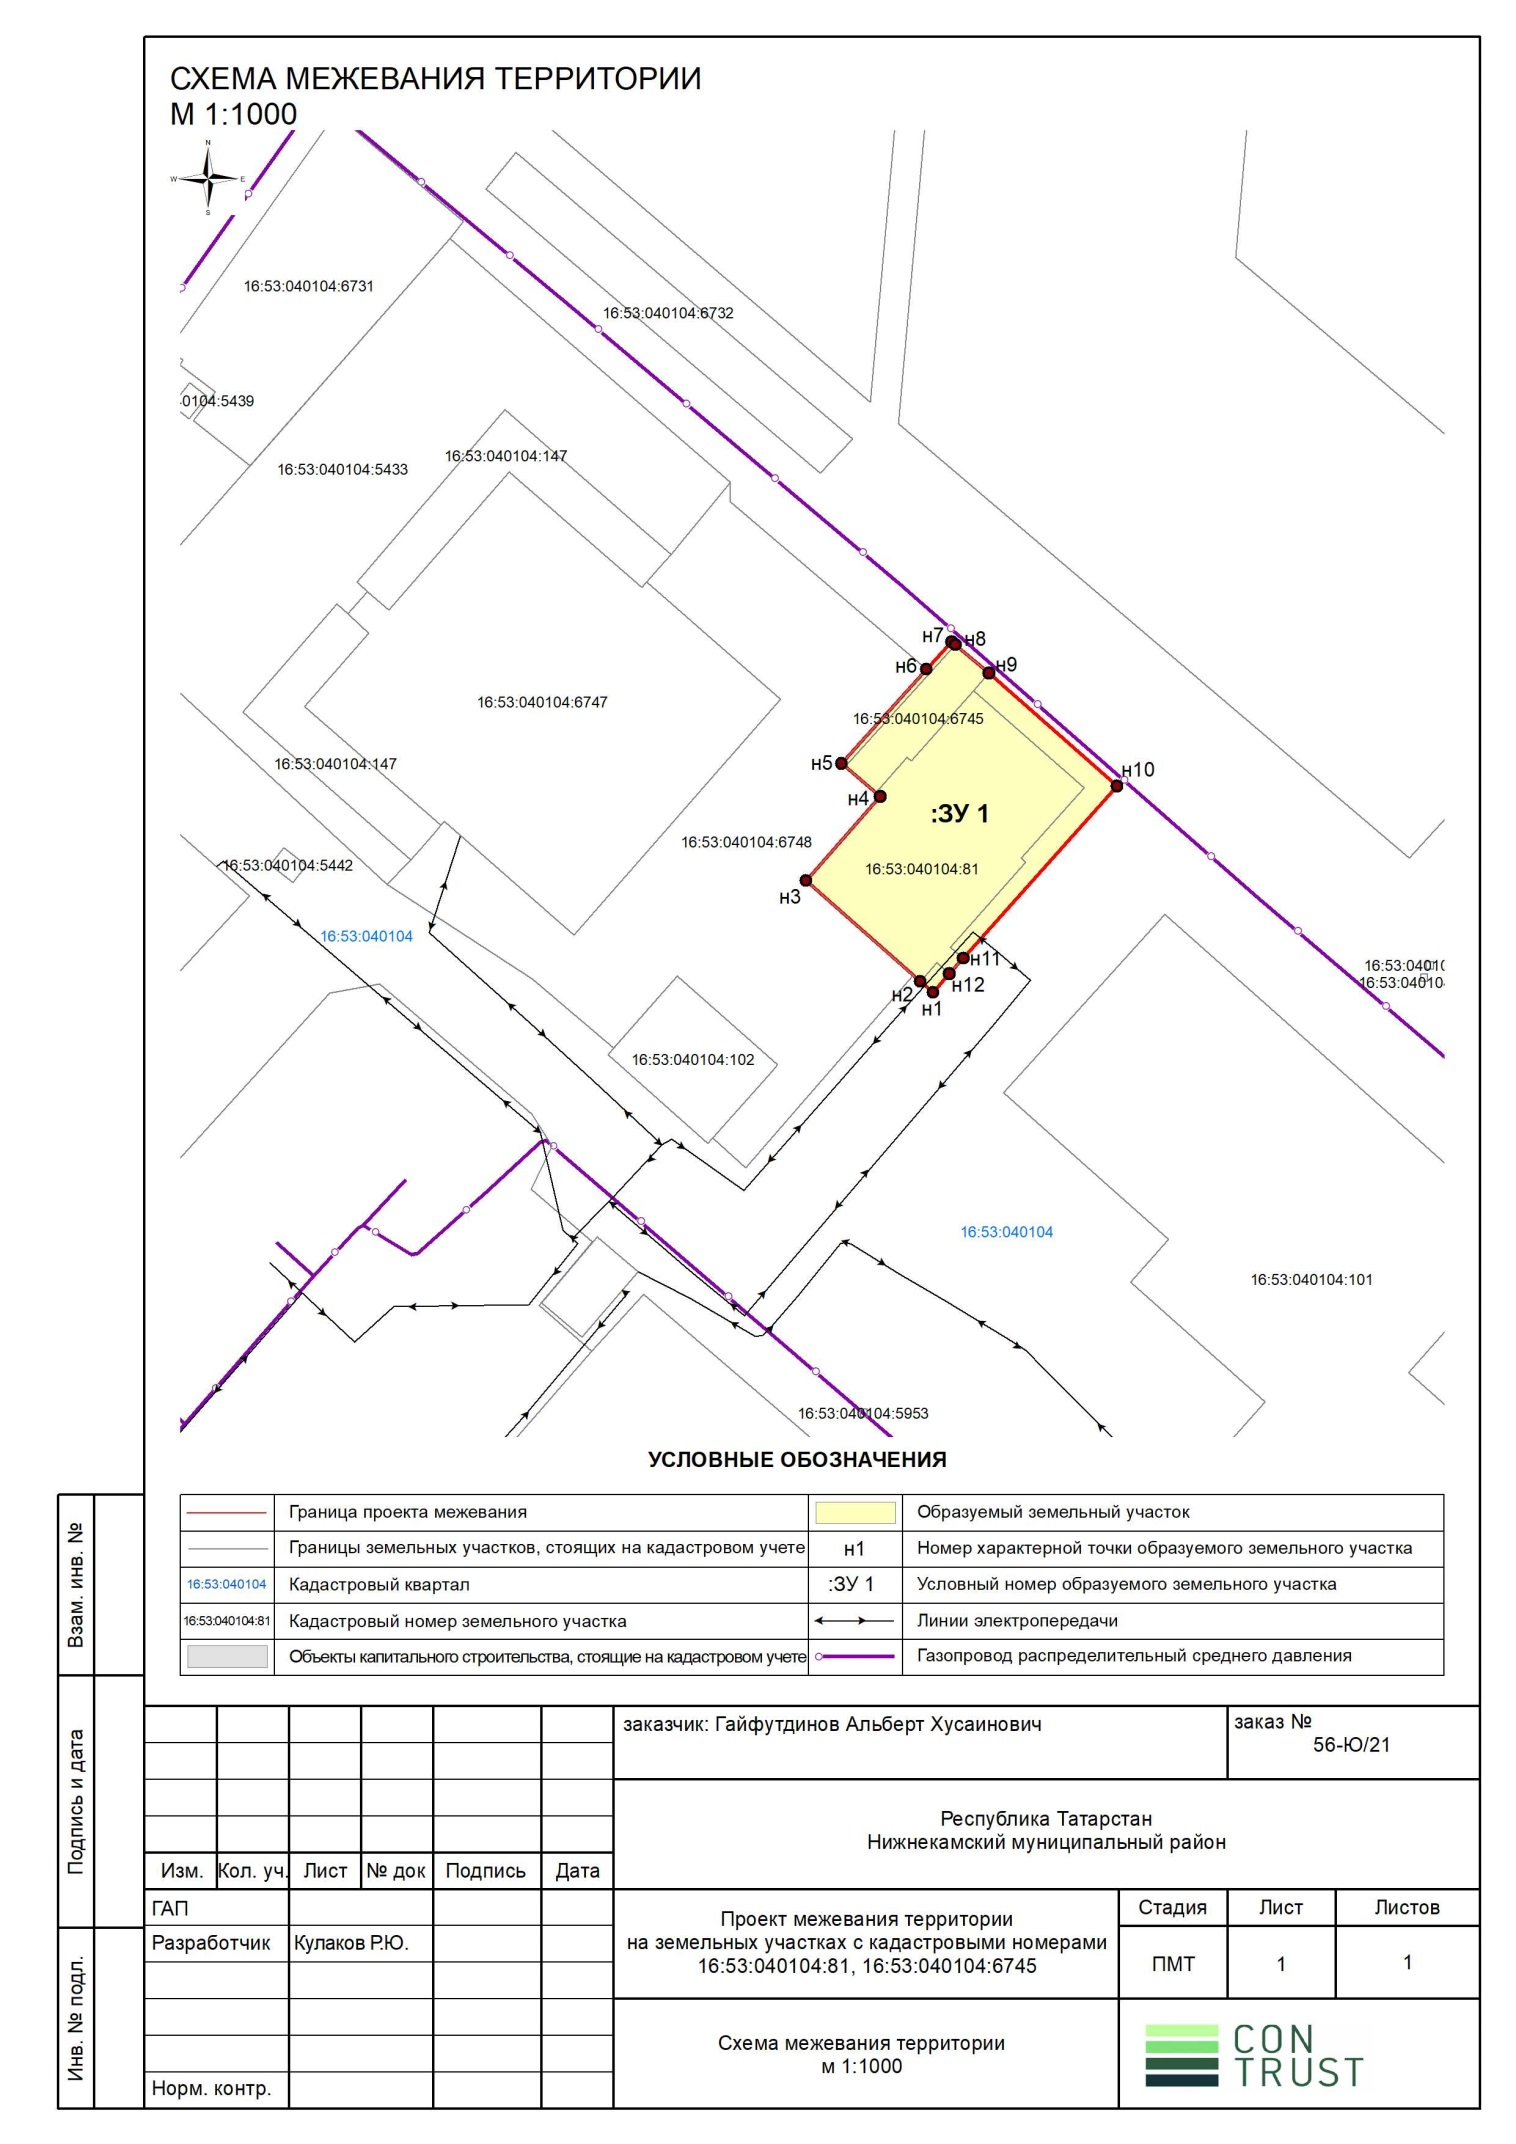 СХЕМА МЕЖЕВАНИЯ ТЕРРИТОРИИ
М 1:1000
N
W
E
S
16:53:040104:6731
16:53:040104:6732
0104:5439
16:53:040104:147
16:53:040104:5433
н7
н8
н6
н9
16:53:040104:6747
16:53:040104:6745
н5
16:53:040104:147
н10
н4
:ЗУ 1
16:53:040104:6748
16:53:040104:5442
16:53:040104:81
н3
16:53:040104
н11
16:53:0401
н12
16:53:04010
н2
н1
16:53:040104:102
16:53:040104
16:53:040104:101
16:53:040104:5953
УСЛОВНЫЕ ОБОЗНАЧЕНИЯ
Граница проекта межевания
Образуемый земельный участок
Границы земельных участков, стоящих на кадастровом учете
н1
Номер характерной точки образуемого земельного участка
16:53:040104
Кадастровый квартал
:ЗУ 1
Условный номер образуемого земельного участка
16:53:040104:81
Кадастровый номер земельного участка
Линии электропередачи
Объекты капитального строительства, стоящие на кадастровом учете
Газопровод распределительный среднего давления
Взам. инв. №
Подпись и дата
Инв. № подл.
заказчик: Гайфутдинов Альберт Хусаинович
заказ №
56-Ю/21
Республика Татарстан
Нижнекамский муниципальный район
Изм.
Кол. уч.
Лист
№ док
Подпись
Дата
ГАП
Разработчик
Кулаков Р.Ю.
Норм. контр.
Проект межевания территории
на земельных участках с кадастровыми номерами
16:53:040104:81, 16:53:040104:6745
Стадия
Лист
Листов
ПМТ
1
1
Схема межевания территории
м 1:1000
CON
TRUST